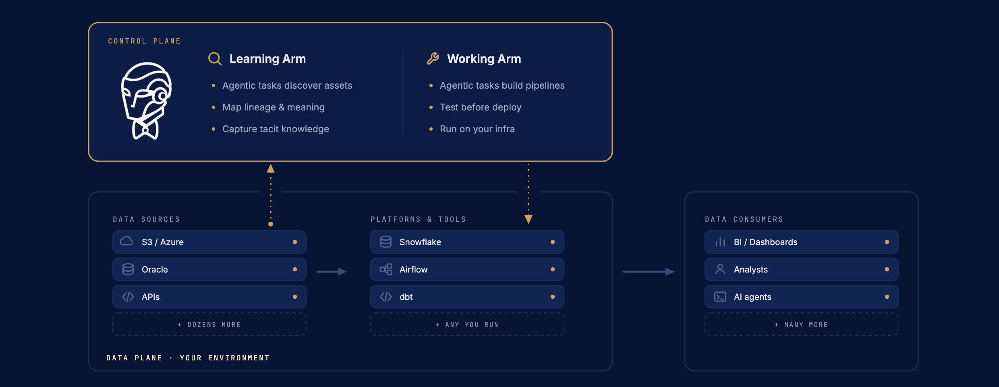 CONTROL PLANE
Learning Arm
Agentic tasks discover assets
Map lineage & meaning
Capture tacit knowledge
Working Arm
Agentic tasks build pipelines
Test before deploy
Run on your infra
DATA SOURCES
S3 / Azure
Oracle
APIs
+ DOZENS MORE
PLATFORMS & TOOLS
Snowflake
Airflow
dbt
+ ANY YOU RUN
DATA PLANE · YOUR ENVIRONMENT
DATA CONSUMERS
BI / Dashboards
Analysts
AI agents
+ MANY MORE